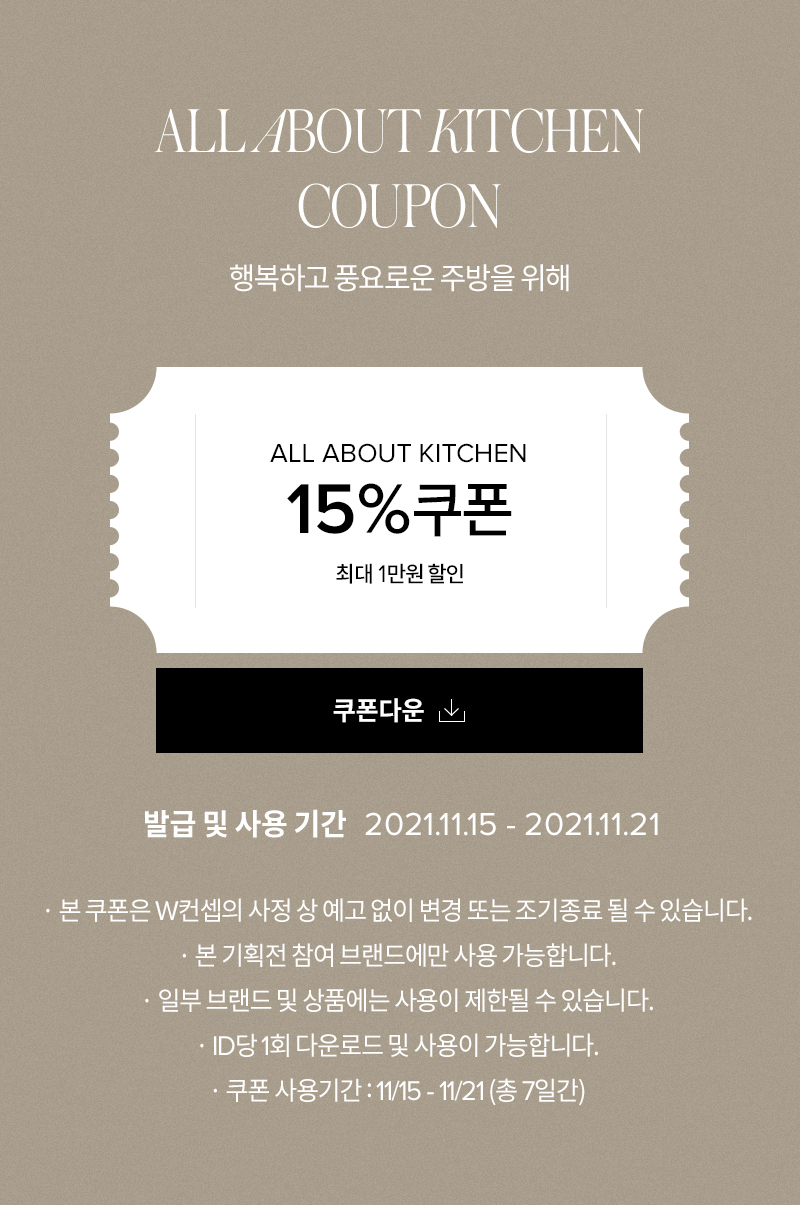 ALL ABOUT KITCHEN
COUPON
행복하고 풍요로운 주방을 위해
ALL ABOUT KITCHEN
15%쿠폰
최대 1만원 할인
쿠폰다운
발급 및 사용 기간 2021.11.15 - 2021.11.21
· 본 쿠폰은 W컨셉의 사정 상 예고 없이 변경 또는 조기종료 될 수 있습니다.
· 본 기획전 참여 브랜드에만 사용 가능합니다.
· 일부 브랜드 및 상품에는 사용이 제한될 수 있습니다.
· ID당 1회 다운로드 및 사용이 가능합니다.
· 쿠폰 사용기간 : 11/15 - 11/21 (총 7일간)